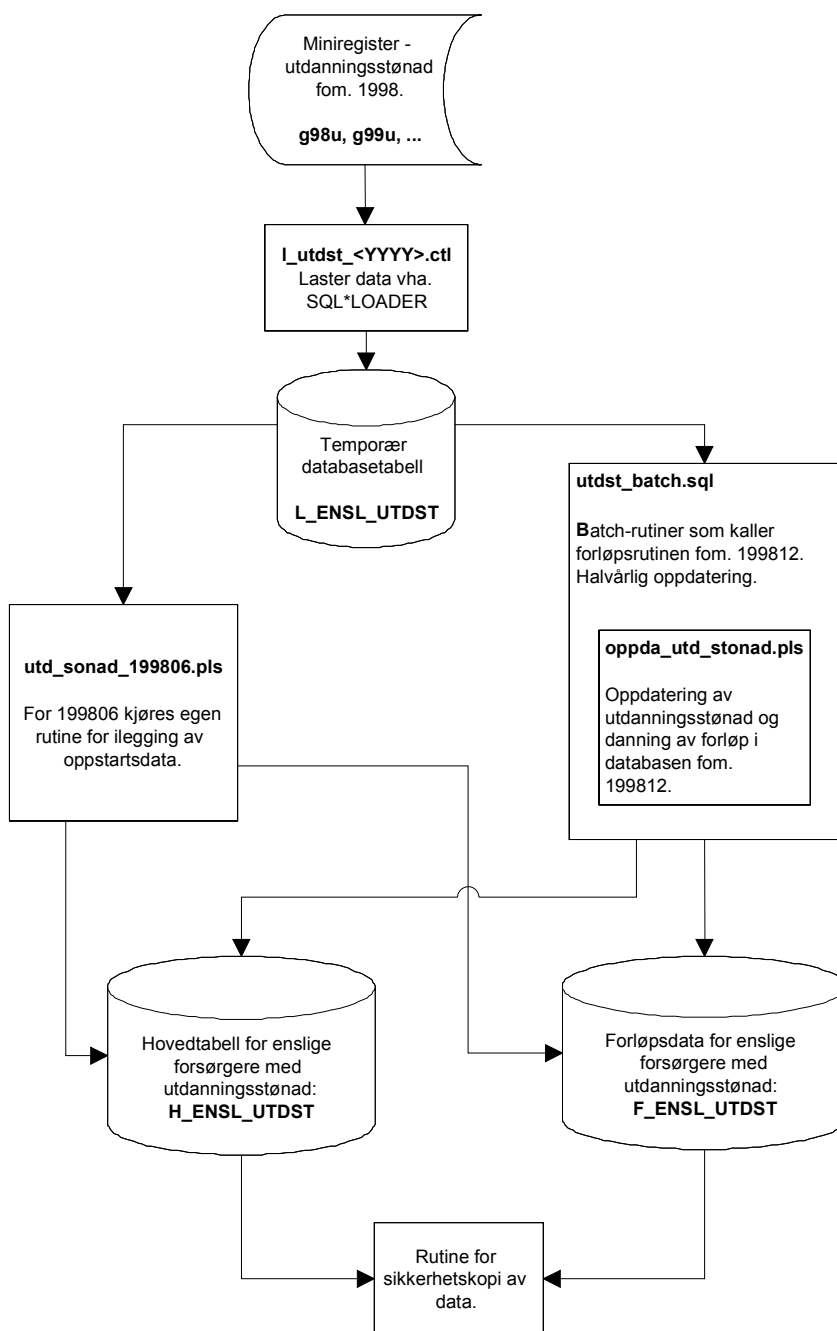 Miniregister -
utdanningsstønad
fom. 1998.
g98u, g99u, ...
l_utdst_<YYYY>.ctl
Laster data vha.
SQL*LOADER
Temporær
databasetabell
L_ENSL_UTDST
utdst_batch.sql
Batch-rutiner som kaller
forløpsrutinen fom. 199812.
Halvårlig oppdatering.
oppda_utd_stonad.pls
Oppdatering av
utdanningsstønad og
danning av forløp i
databasen fom.
199812.
utd_sonad_199806.pls
For 199806 kjøres egen
rutine for ilegging av
oppstartsdata.
Hovedtabell for enslige
forsørgere med
utdanningsstønad:
H_ENSL_UTDST
Forløpsdata for enslige
forsørgere med
utdanningsstønad:
F_ENSL_UTDST
Rutine for
sikkerhetskopi av
data.